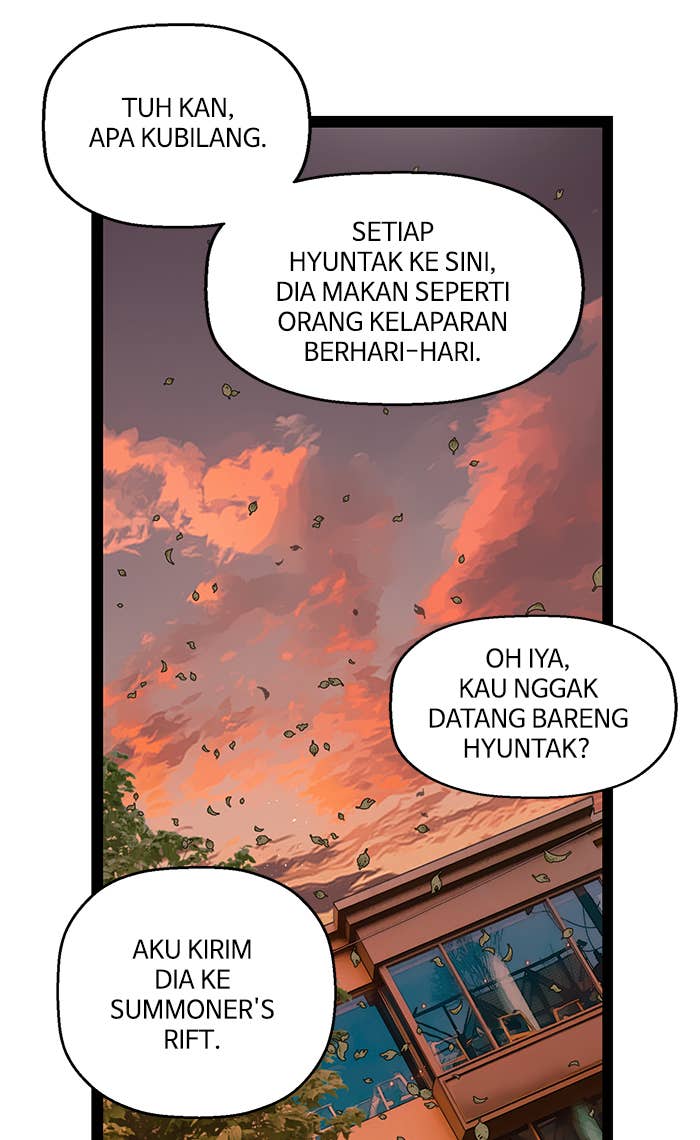 TUH KAN,
APA KUBILANG.
SETIAP
HYUNTAK KE SINI,
DIA MAKAN SEPERTI
ORANG KELAPARAN
BERHARI-HARI.
OH IYA,
KAU NGGAK
DATANG BARENG
HYUNTAK?
AKU KIRIM
DIA KE
SUMMONER'S
RIFT.